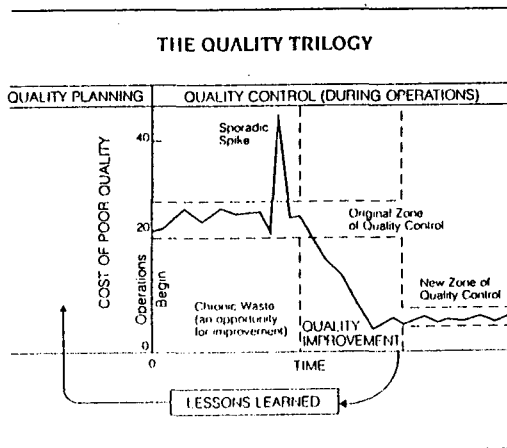 THE QUALITY TRILOGY
QUALITY PLANNING
QUALITY CONTROL (DURING OPERATIONS)
COST OF POOR QUALITY
40
20
0
Sporadic
Spike
Original Zone
of Quality Control
Operations
Begin
Chronic Waste
(an opportunity
for improvement)
QUALITY
IMPROVEMENT
New Zone of
Quality Control
0
TIME
LESSONS LEARNED